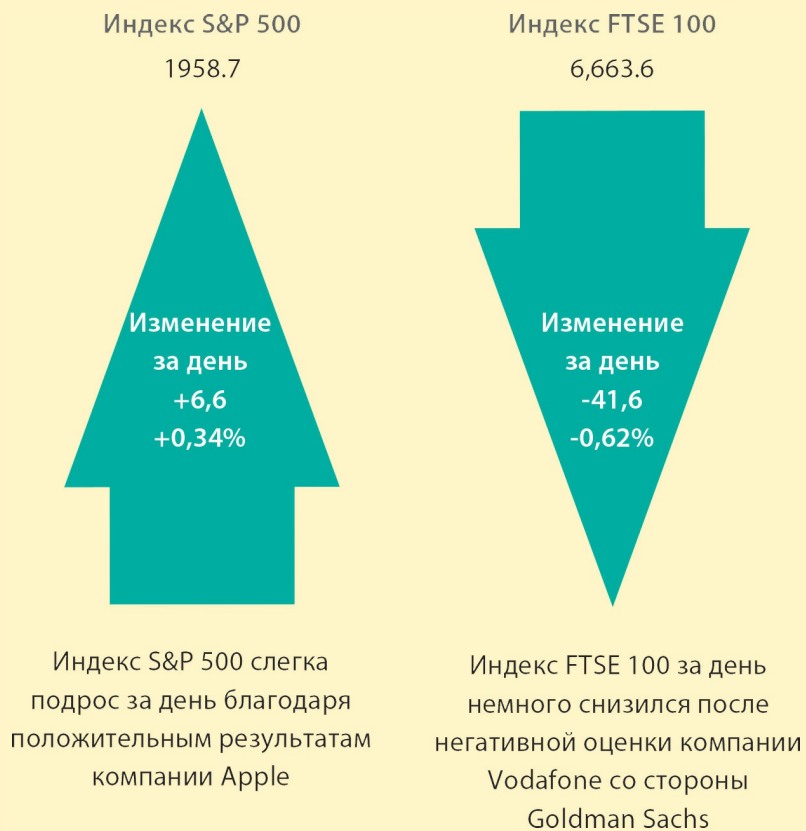 Индекс S&P 500
1958.7
Изменение
за день
+6,6
+0,34%
Индекс S&P 500 слегка
подрос за день благодаря
положительным результатам
компании Apple
Индекс FTSE 100
6,663.6
Изменение
за день
-41,6
-0,62%
Индекс FTSE 100 за день
немного снизился после
негативной оценки компании
Vodafone со стороны
Goldman Sachs